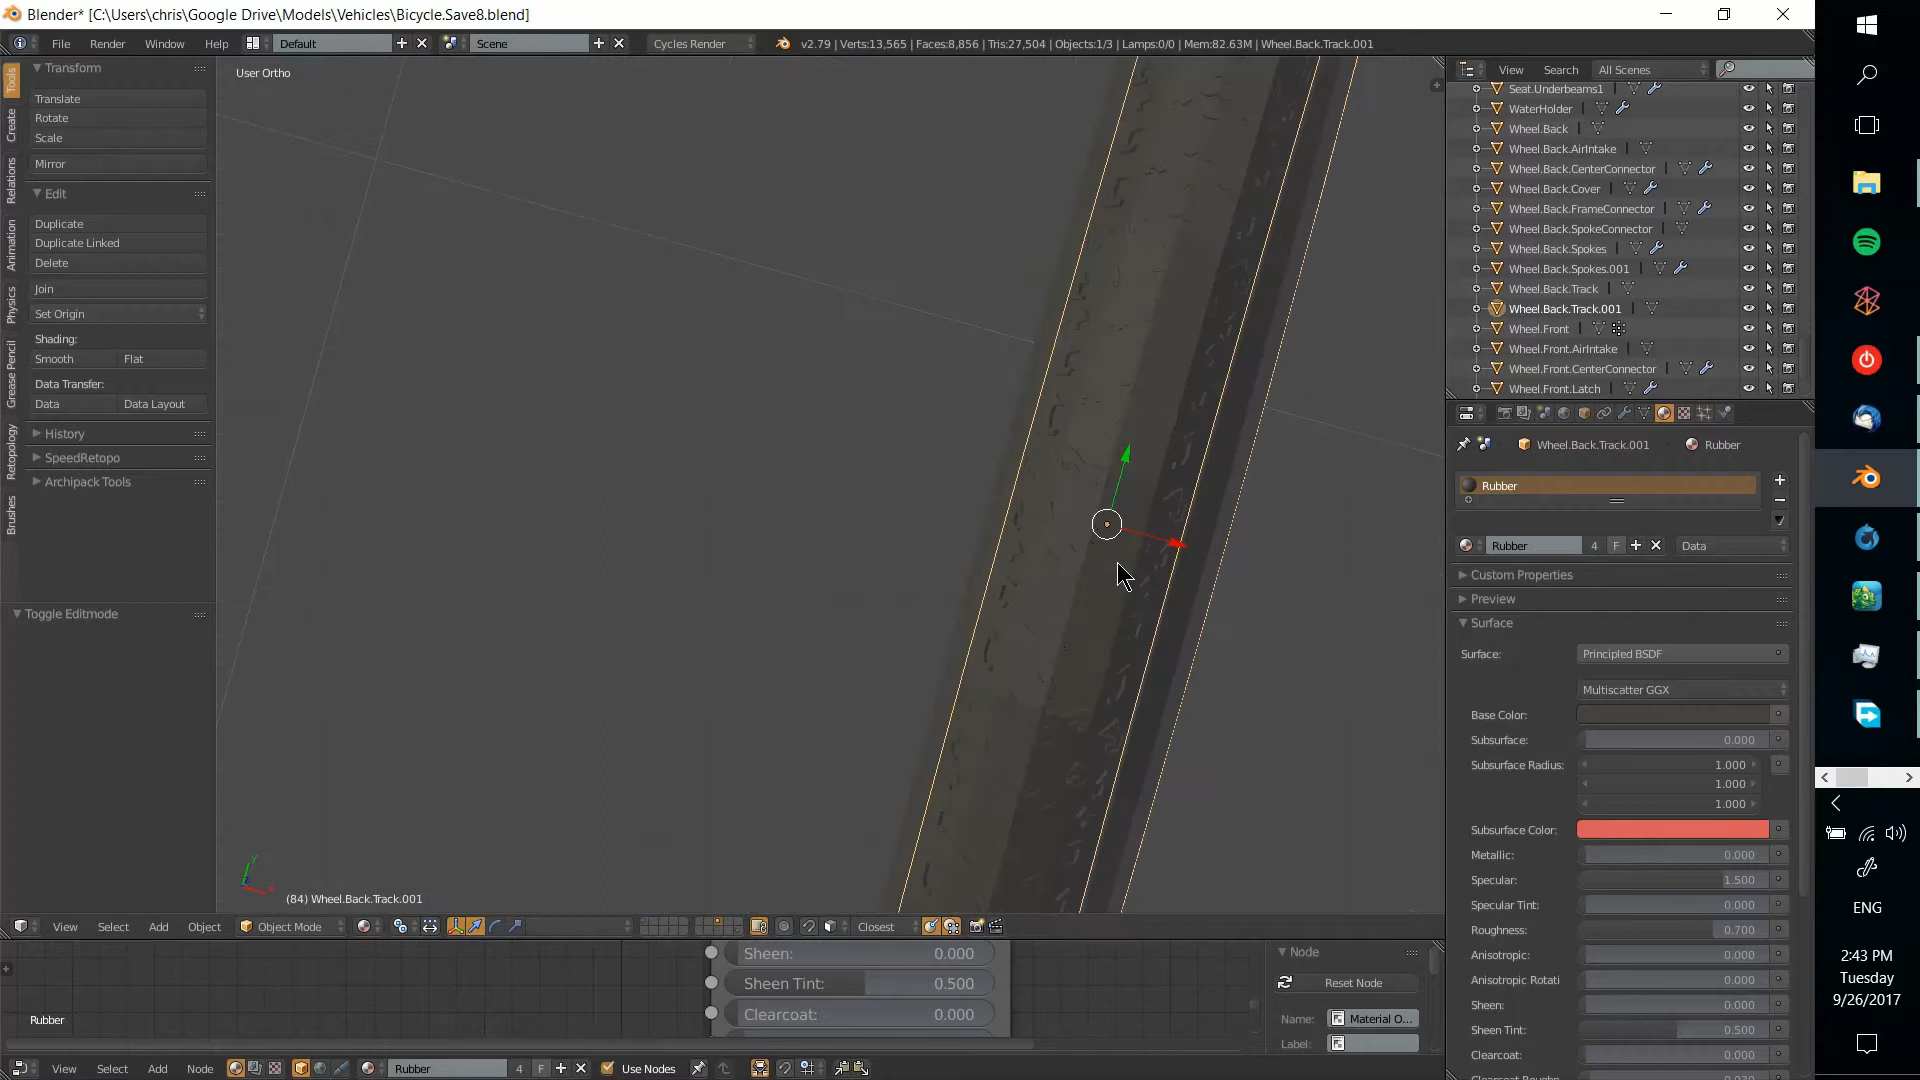 Blender* [C:\Users\chris\Google Drive\Models\Vehicles\Bicycle.Save8.blend]
File Render Window Help Default Scene Cycles Render v2.79 | Verts:13,565 | Faces:8,856 | Tris:27,504 | Objects:1/3 | Lamps:0/0 | Mem:82.63M | Wheel.Back.Track.001
Tools
Create
Relations
Animation
Physics
Grease Pencil
Retopology
Brushes
Transform
Translate
Rotate
Scale
Mirror
Edit
Duplicate
Duplicate Linked
Delete
Join
Set Origin
Shading:
Smooth Flat
Data Transfer:
Data Data Layout
History
SpeedRetopo
Archipack Tools
Toggle Editmode
User Ortho
y
x
(84) Wheel.Back.Track.001
View Select Add Object Object Mode Closest
View Search All Scenes
Seat.Underbeams1
WaterHolder
Wheel.Back
Wheel.Back.AirIntake
Wheel.Back.CenterConnector
Wheel.Back.Cover
Wheel.Back.FrameConnector
Wheel.Back.SpokeConnector
Wheel.Back.Spokes
Wheel.Back.Spokes.001
Wheel.Back.Track
Wheel.Back.Track.001
Wheel.Front
Wheel.Front.AirIntake
Wheel.Front.CenterConnector
Wheel.Front.Latch
Wheel.Back.Track.001 Rubber
Rubber
Rubber 4 F Data
Custom Properties
Preview
Surface
Surface: Principled BSDF
Multiscatter GGX
Base Color:
Subsurface: 0.000
Subsurface Radius: 1.000
1.000
1.000
Subsurface Color:
Metallic: 0.000
Specular: 1.500
Specular Tint: 0.000
Roughness: 0.700
Anisotropic: 0.000
Anisotropic Rotati 0.000
Sheen: 0.000
Sheen Tint: 0.500
Clearcoat: 0.000
Sheen: 0.000
Sheen Tint: 0.500
Clearcoat: 0.000
Rubber
Node
Reset Node
Name: Material O...
Label:
View Select Add Node Rubber 4 F Use Nodes
ENG
2:43 PM
Tuesday
9/26/2017